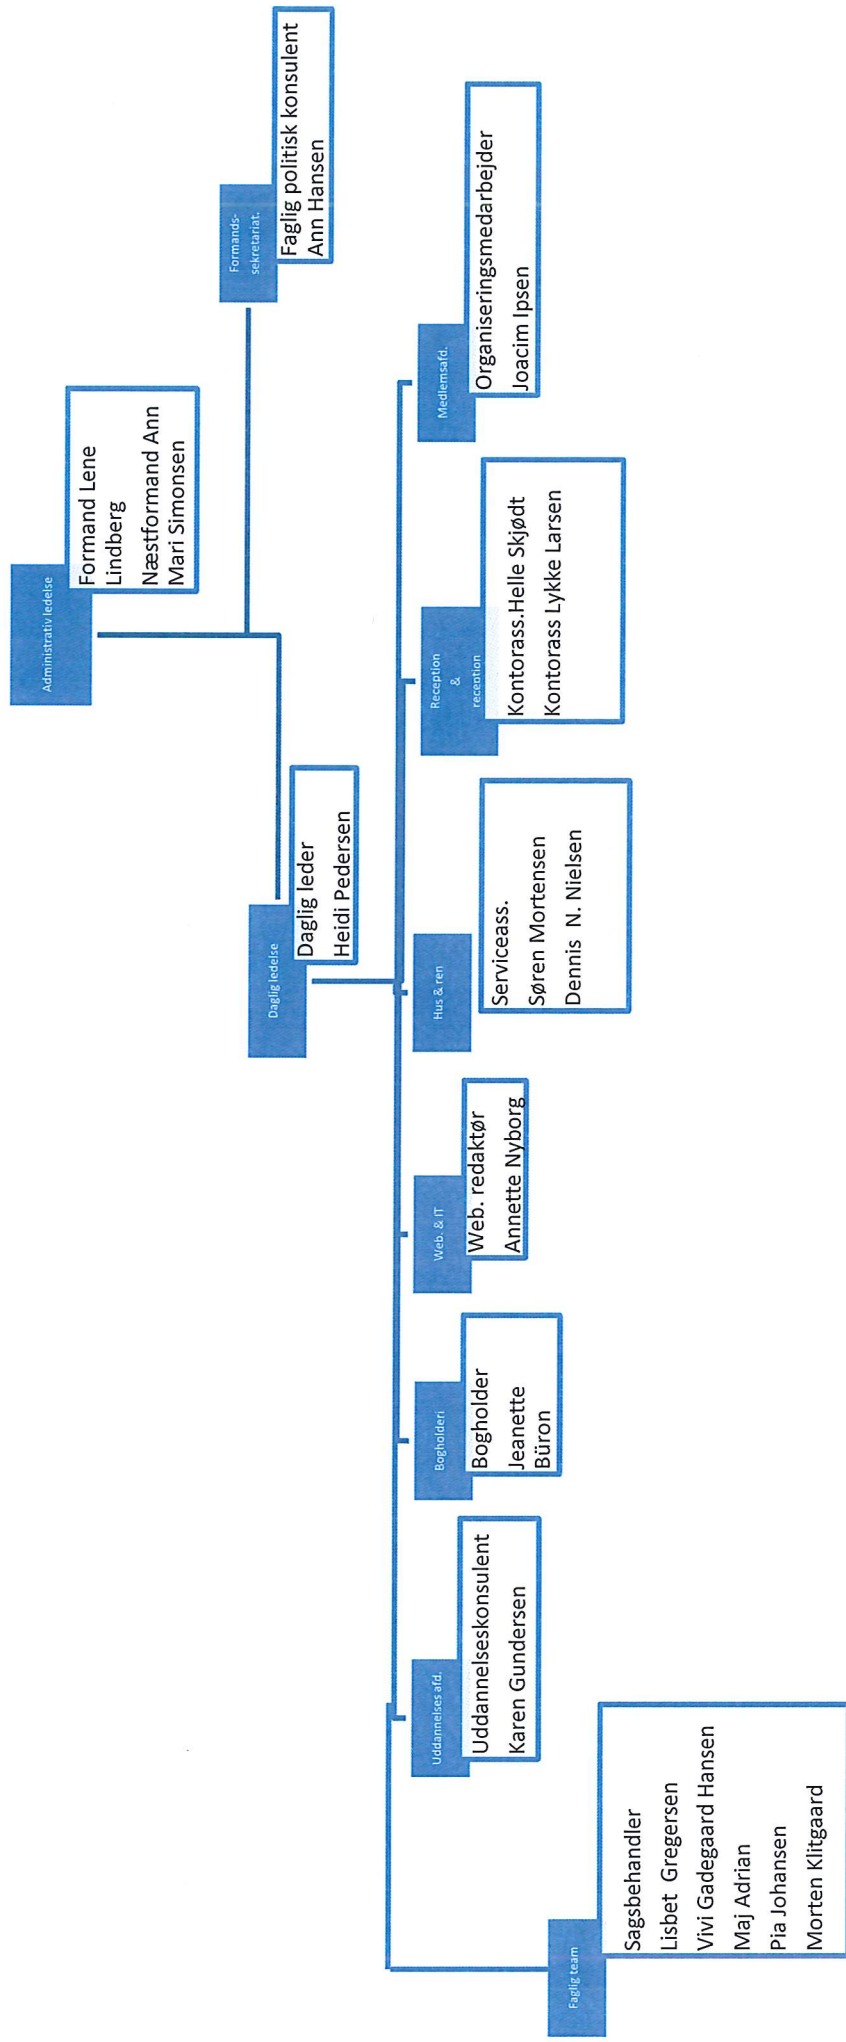 Administrativ ledelse
Formand Lene
Lindberg
Næstformand Ann
Mari Simonsen
Formands-
sekretariat.
Faglig politisk konsulent
Ann Hansen
Daglig ledelse
Daglig leder
Heidi Pedersen
Faglig team
Sagsbehandler
Lisbet Gregersen
Vivi Gadegaard Hansen
Maj Adrian
Pia Johansen
Morten Klitgaard
Uddannelses afd.
Uddannelseskonsulent
Karen Gundersen
Bogholderi
Bogholder
Jeanette
Büron
Web. & IT
Web. redaktør
Annette Nyborg
Hus & ren
Serviceass.
Søren Mortensen
Dennis N. Nielsen
Reception
&
reception
Kontorass.Helle Skjødt
Kontorass Lykke Larsen
Medlemsafd.
Organiseringsmedarbejder
Joacim Ipsen